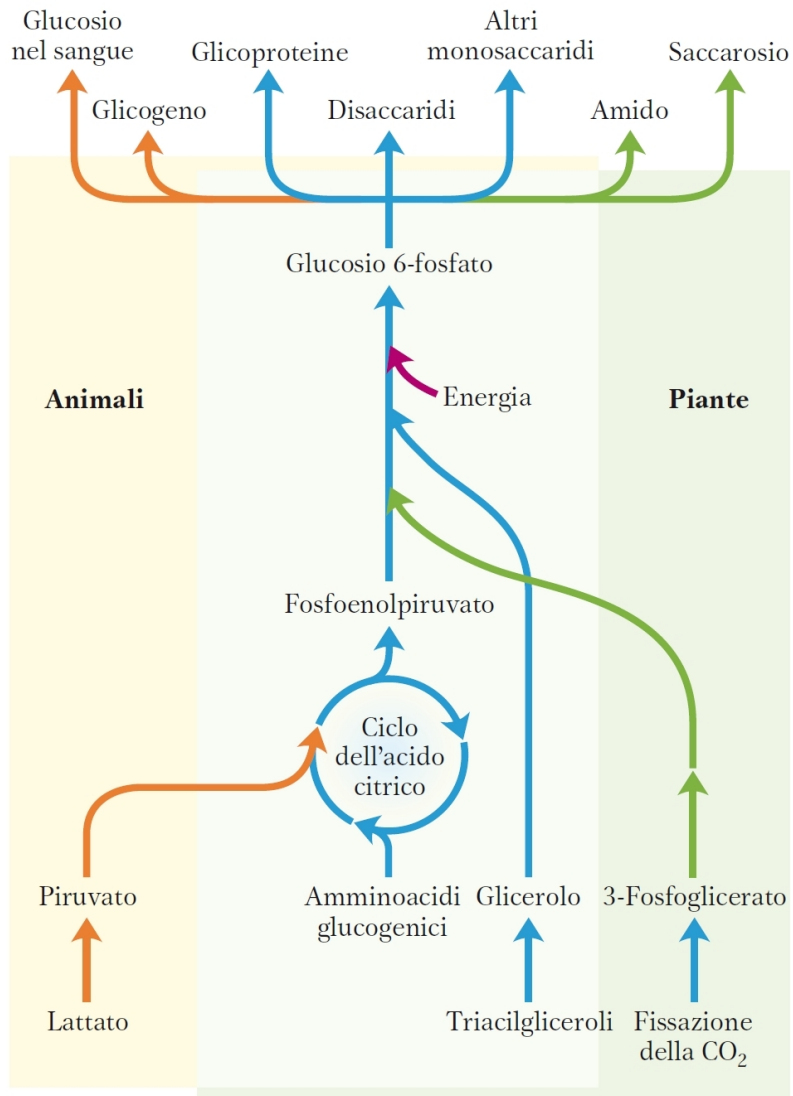 Glucosio
nel sangue
Glicoproteine
Altri
monosaccaridi
Saccarosio
Glicogeno
Disaccaridi
Amido
Glucosio 6-fosfato
Animali
Energia
Piante
Fosfoenolpiruvato
Ciclo
dell'acido
citrico
Piruvato
Amminoacidi
glucogenici
Glicerolo
3-Fosfoglicerato
Lattato
Triacilgliceroli
Fissazione
della CO₂